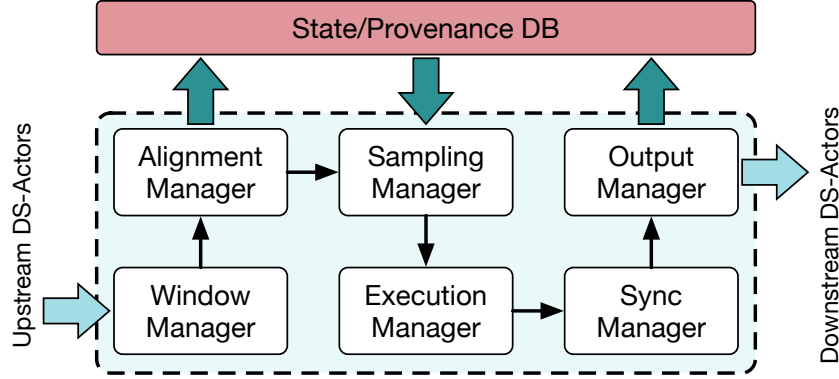 State/Provenance DB
Upstream DS-Actors
Alignment
Manager
Sampling
Manager
Output
Manager
Window
Manager
Execution
Manager
Sync
Manager
Downstream DS-Actors